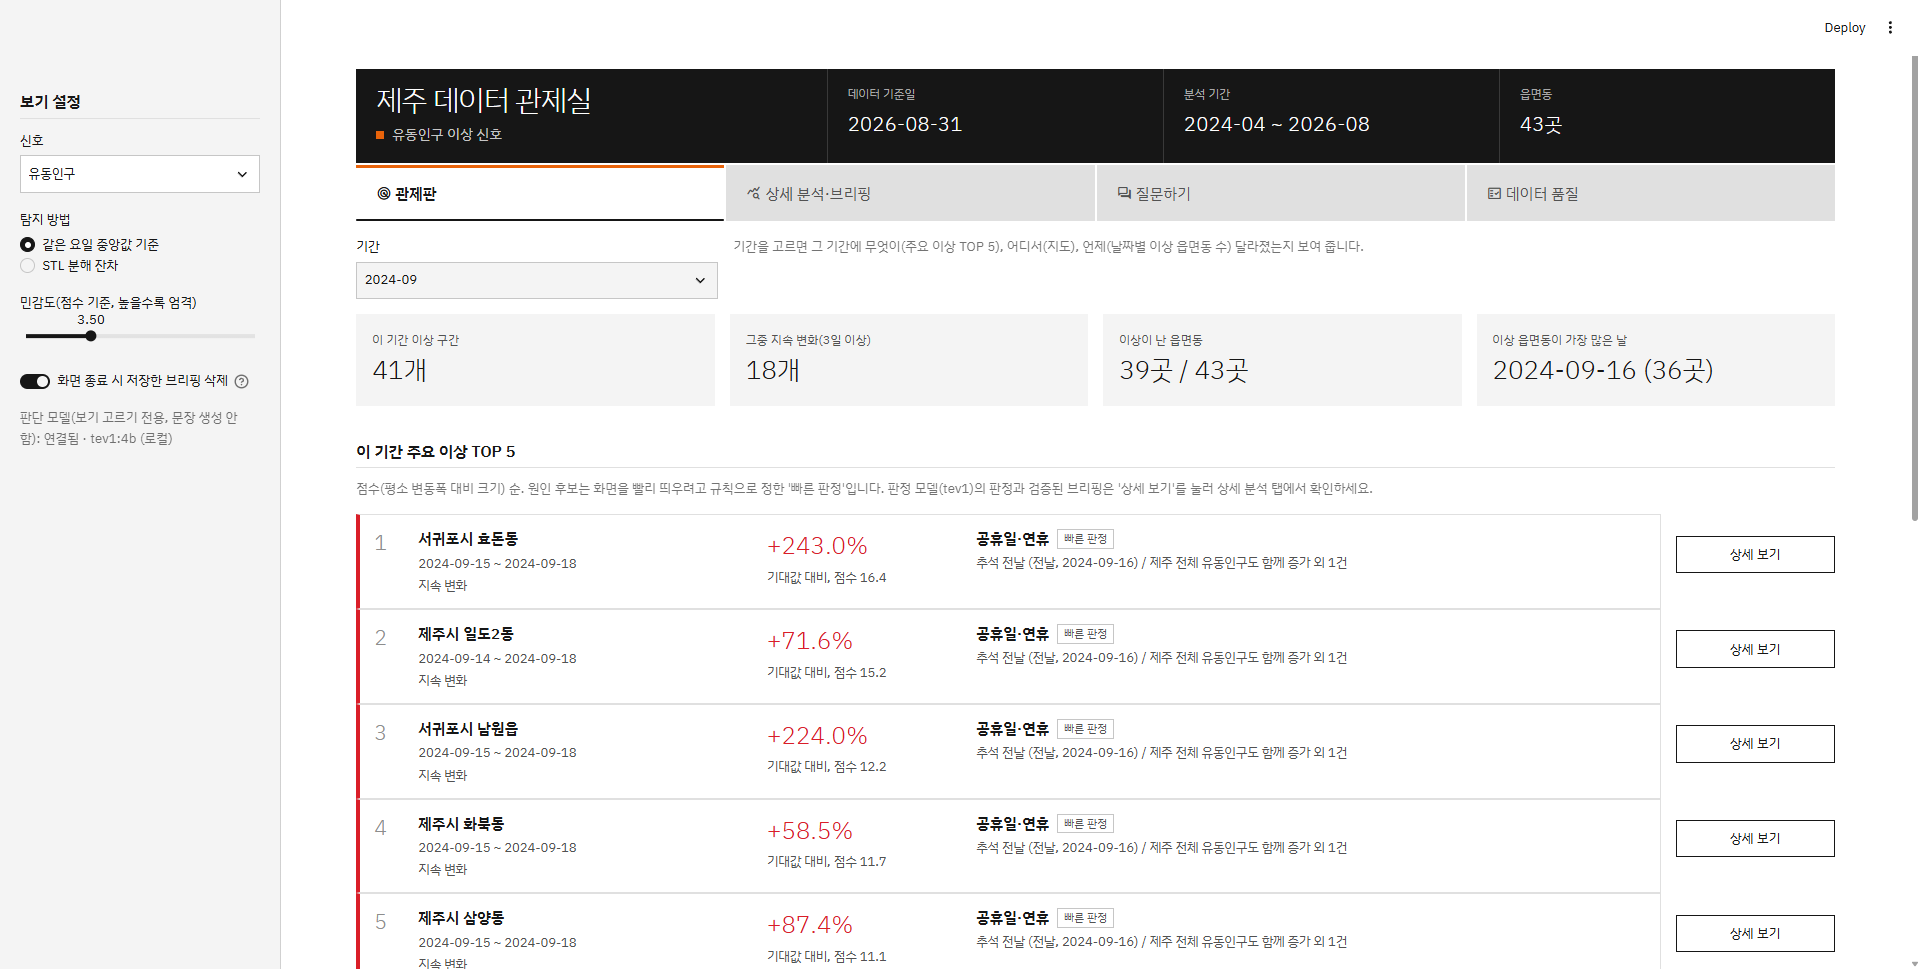 Deploy
보기 설정
신호
유동인구
탐지 방법
같은 요일 중앙값 기준
STL 분해 잔차
민감도(점수 기준, 높을수록 엄격)
3.50
화면 종료 시 저장한 브리핑 삭제
판단 모델(보기 고르기 전용, 문장 생성 안
함): 연결됨 · tev1:4b (로컬)
제주 데이터 관제실
유동인구 이상 신호
데이터 기준일
2026-08-31
분석 기간
2024-04 ~ 2026-08
읍면동
43곳
관제판
상세 분석·브리핑
질문하기
데이터 품질
기간
2024-09
기간을 고르면 그 기간에 무엇이(주요 이상 TOP 5), 어디서(지도), 언제(날짜별 이상 읍면동 수) 달라졌는지 보여 줍니다.
이 기간 이상 구간
41개
그중 지속 변화(3일 이상)
18개
이상이 난 읍면동
39곳 / 43곳
이상 읍면동이 가장 많은 날
2024-09-16 (36곳)
이 기간 주요 이상 TOP 5
점수(평소 변동폭 대비 크기) 순. 원인 후보는 화면을 빨리 띄우려고 규칙으로 정한 '빠른 판정'입니다. 판정 모델(tev1)의 판정과 검증된 브리핑은 '상세 보기'를 눌러 상세 분석 탭에서 확인하세요.
1
서귀포시 효돈동
2024-09-15 ~ 2024-09-18
지속 변화
+243.0%
기대값 대비, 점수 16.4
공휴일·연휴 빠른 판정
추석 전날 (전날, 2024-09-16) / 제주 전체 유동인구도 함께 증가 외 1건
상세 보기
2
제주시 일도2동
2024-09-14 ~ 2024-09-18
지속 변화
+71.6%
기대값 대비, 점수 15.2
공휴일·연휴 빠른 판정
추석 전날 (전날, 2024-09-16) / 제주 전체 유동인구도 함께 증가 외 1건
상세 보기
3
서귀포시 남원읍
2024-09-15 ~ 2024-09-18
지속 변화
+224.0%
기대값 대비, 점수 12.2
공휴일·연휴 빠른 판정
추석 전날 (전날, 2024-09-16) / 제주 전체 유동인구도 함께 증가 외 1건
상세 보기
4
제주시 화북동
2024-09-15 ~ 2024-09-18
지속 변화
+58.5%
기대값 대비, 점수 11.7
공휴일·연휴 빠른 판정
추석 전날 (전날, 2024-09-16) / 제주 전체 유동인구도 함께 증가 외 1건
상세 보기
5
제주시 삼양동
2024-09-15 ~ 2024-09-18
지속 변화
+87.4%
기대값 대비, 점수 11.1
공휴일·연휴 빠른 판정
추석 전날 (전날, 2024-09-16) / 제주 전체 유동인구도 함께 증가 외 1건
상세 보기